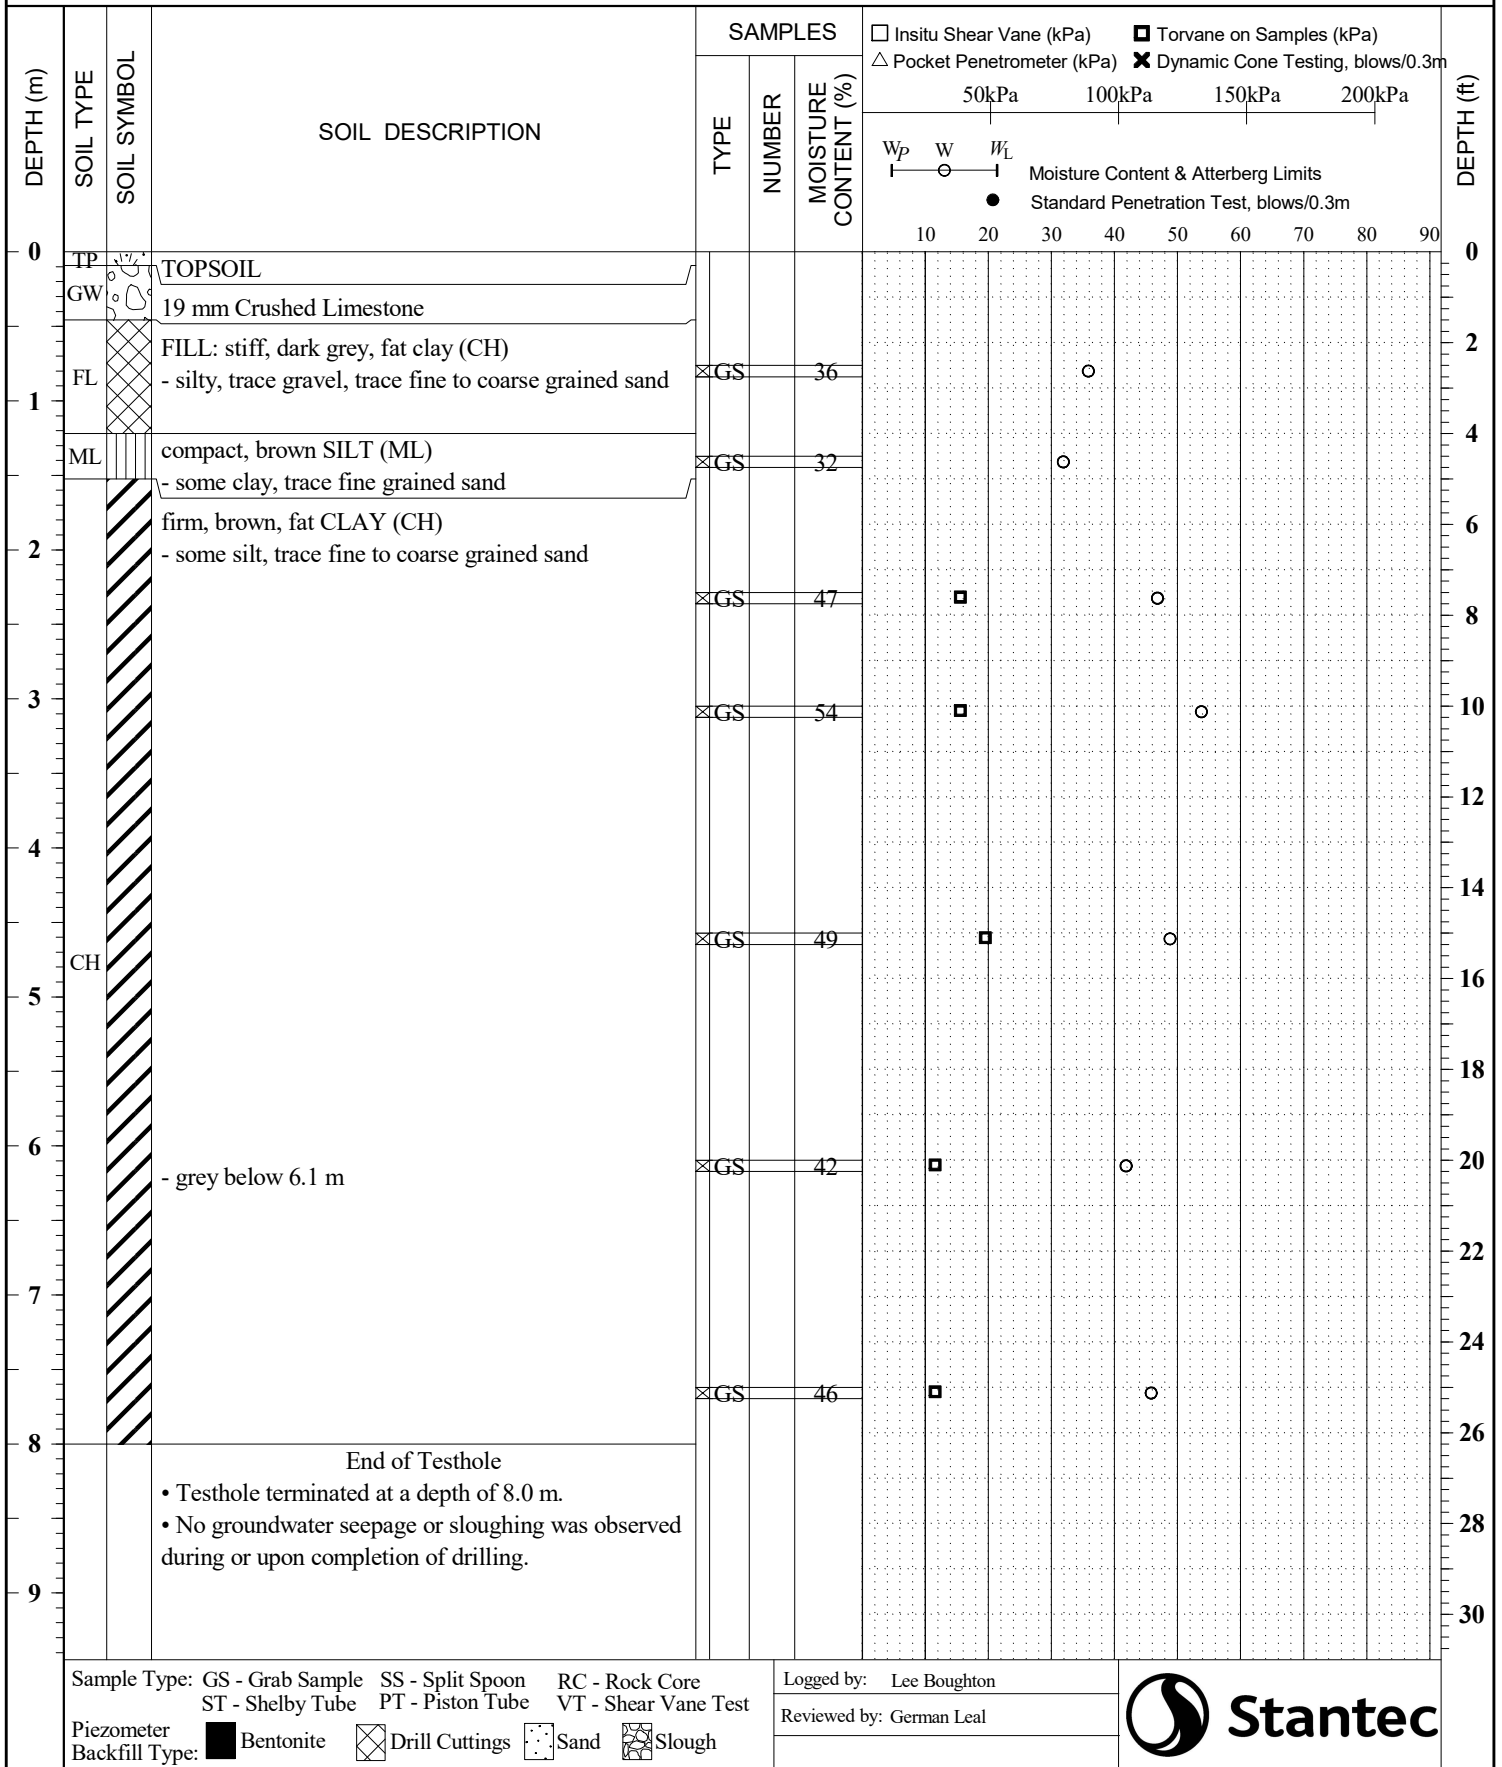 SAMPLES
□ Insitu Shear Vane (kPa) □ Torvane on Samples (kPa)
△ Pocket Penetrometer (kPa) ✖ Dynamic Cone Testing, blows/0.3m
DEPTH (m)
SOIL TYPE
SOIL SYMBOL
SOIL DESCRIPTION
TYPE
NUMBER
MOISTURE CONTENT (%)
DEPTH (ft)
50kPa 100kPa 150kPa 200kPa
WP W WL
Moisture Content & Atterberg Limits
● Standard Penetration Test, blows/0.3m
10 20 30 40 50 60 70 80 90
0 0
TP TOPSOIL
GW 19 mm Crushed Limestone
FILL: stiff, dark grey, fat clay (CH) 2
FL - silty, trace gravel, trace fine to coarse grained sand GS 36
1
compact, brown SILT (ML) 4
ML - some clay, trace fine grained sand GS 32
firm, brown, fat CLAY (CH) 6
2 - some silt, trace fine to coarse grained sand
GS 47
8
3 GS 54 10
12
4
14
GS 49
CH 16
5
18
6 GS 42 20
- grey below 6.1 m
22
7
24
GS 46
8 26
End of Testhole
• Testhole terminated at a depth of 8.0 m.
• No groundwater seepage or sloughing was observed 28
during or upon completion of drilling.
9
30
Sample Type: GS - Grab Sample SS - Split Spoon RC - Rock Core
ST - Shelby Tube PT - Piston Tube VT - Shear Vane Test
Piezometer
Backfill Type: Bentonite Drill Cuttings Sand Slough
Logged by: Lee Boughton
Reviewed by: German Leal
Stantec